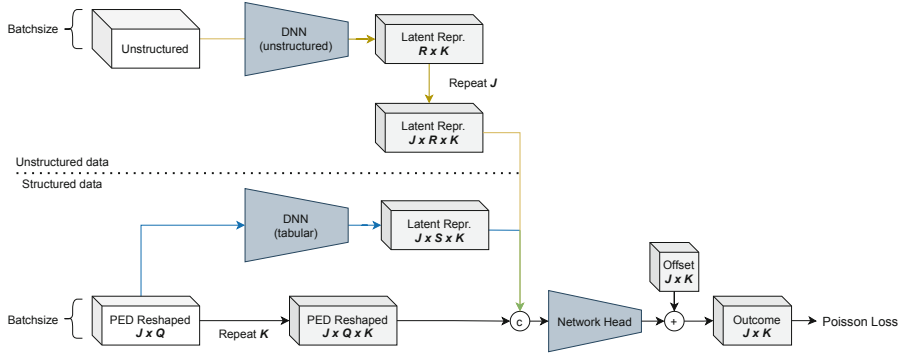 Batchsize
Unstructured
DNN
(unstructured)
Latent Repr.
R x K
Repeat J
Latent Repr.
J x R x K
Unstructured data
Structured data
DNN
(tabular)
Latent Repr.
J x S x K
Batchsize
PED Reshaped
J x Q
Repeat K
PED Reshaped
J x Q x K
c
Network Head
Offset
J x K
+
Outcome
J x K
Poisson Loss